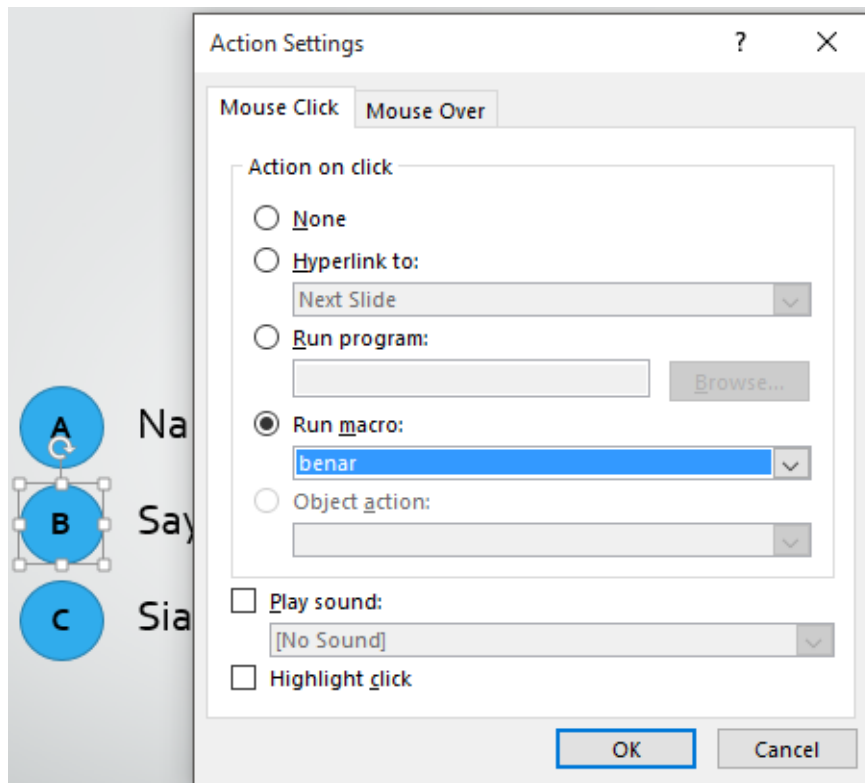 Action Settings
?
Mouse Click
Mouse Over
Action on click
None
Hyperlink to:
Next Slide
Run program:
Browse...
Run macro:
benar
Object action:
Play sound:
[No Sound]
Highlight click
OK
Cancel
A
Na
B
Say
C
Sia